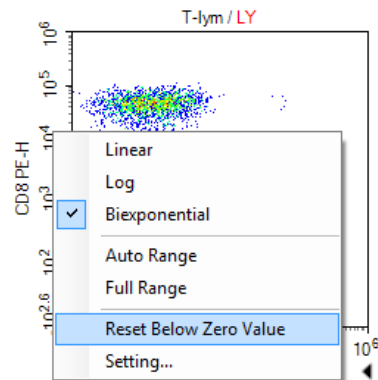 T-lym / LY
10^6
10^5
10^4
10^3
10^2
10^2.6
CD8 PE-H
Linear
Log
Biexponential
Auto Range
Full Range
Reset Below Zero Value
Setting...
10^6